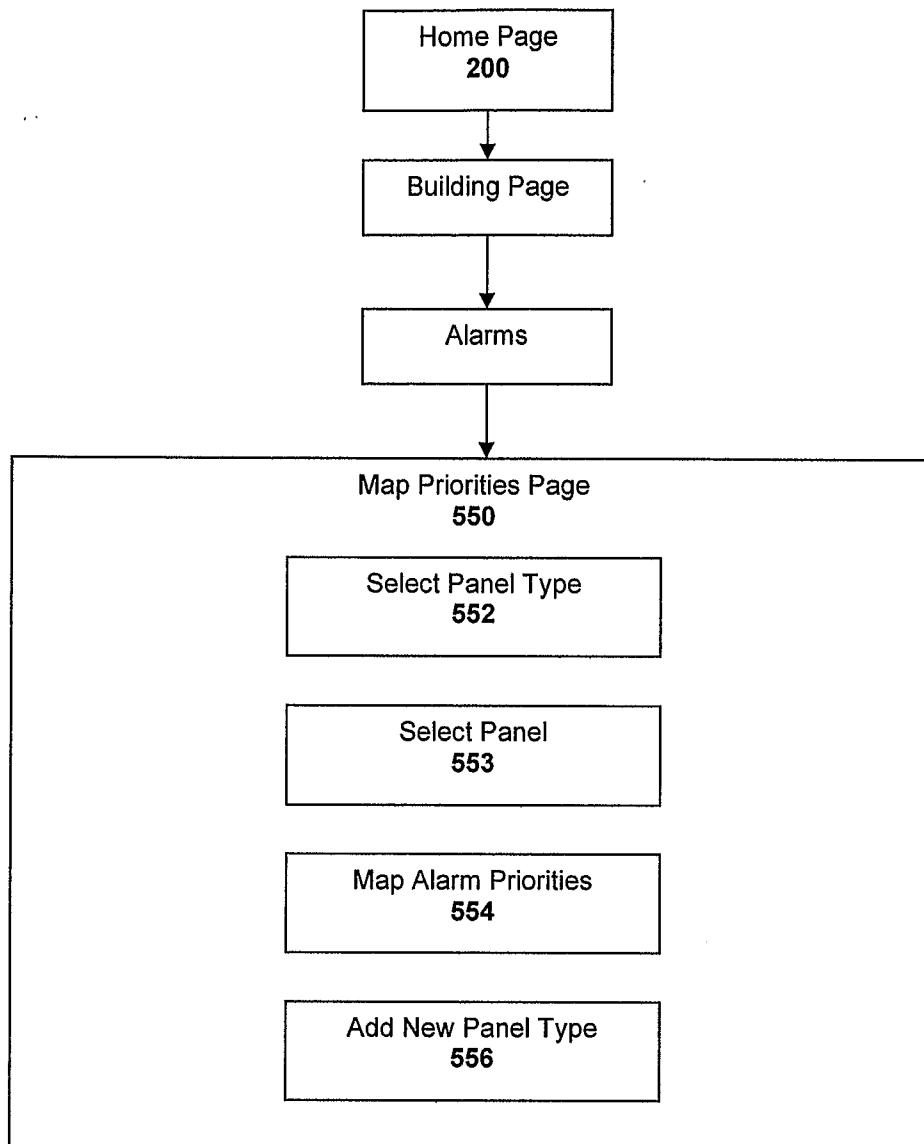 Home Page
200
Building Page
Alarms
Map Priorities Page
550
Select Panel Type
552
Select Panel
553
Map Alarm Priorities
554
Add New Panel Type
556